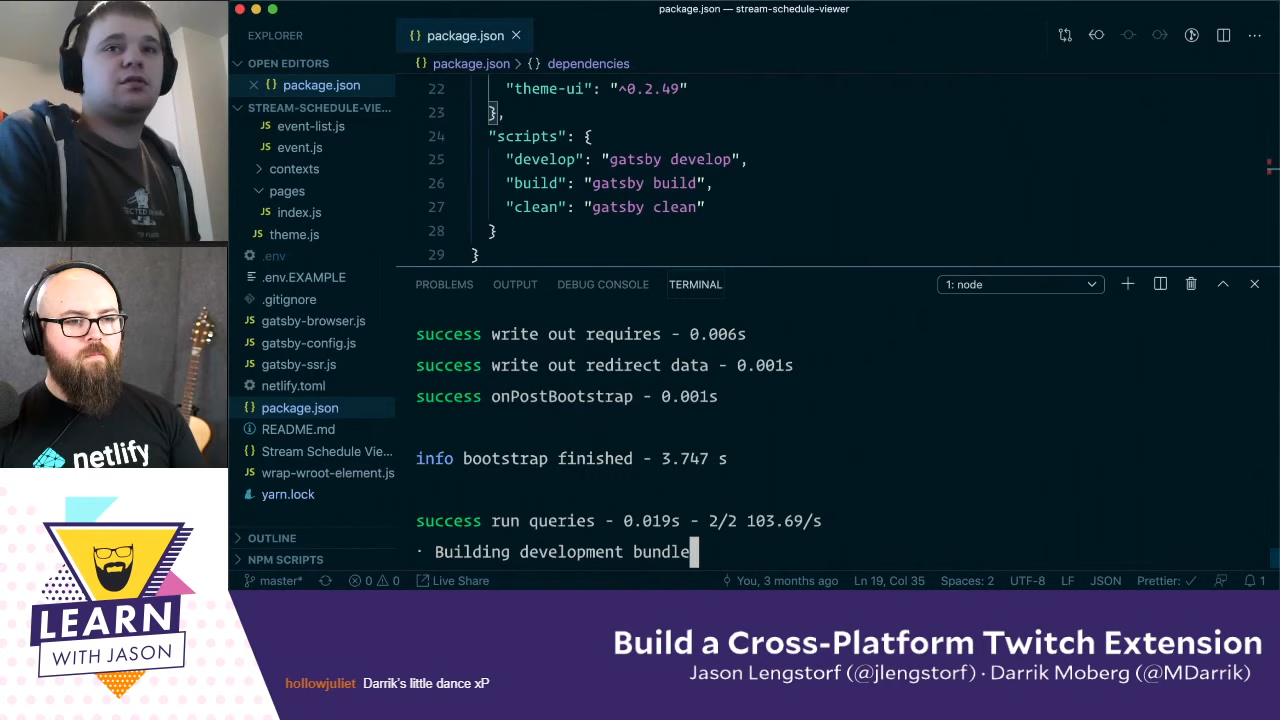 package.json — stream-schedule-viewer
EXPLORER
OPEN EDITORS
package.json
STREAM-SCHEDULE-VIE...
event-list.js
event.js
contexts
pages
index.js
theme.js
.env
.env.EXAMPLE
.gitignore
gatsby-browser.js
gatsby-config.js
gatsby-ssr.js
netlify.toml
package.json
README.md
Stream Schedule Vie...
wrap-wroot-element.js
yarn.lock
OUTLINE
NPM SCRIPTS
{} package.json ×
{} package.json > {} dependencies
22 "theme-ui": "^0.2.49"
23 },
24 "scripts": {
25 "develop": "gatsby develop",
26 "build": "gatsby build",
27 "clean": "gatsby clean"
28 }
29 }
PROBLEMS OUTPUT DEBUG CONSOLE TERMINAL 1: node
success write out requires - 0.006s
success write out redirect data - 0.001s
success onPostBootstrap - 0.001s
info bootstrap finished - 3.747 s
success run queries - 0.019s - 2/2 103.69/s
· Building development bundle
master* 0 0 Live Share You, 3 months ago Ln 19, Col 35 Spaces: 2 UTF-8 LF JSON Prettier: ✓ 1
netlify
LEARN
WITH JASON
Build a Cross-Platform Twitch Extension
Jason Lengstorf (@jlengstorf) · Darrik Moberg (@MDarrik)
hollowjuliet Darrik's little dance xP